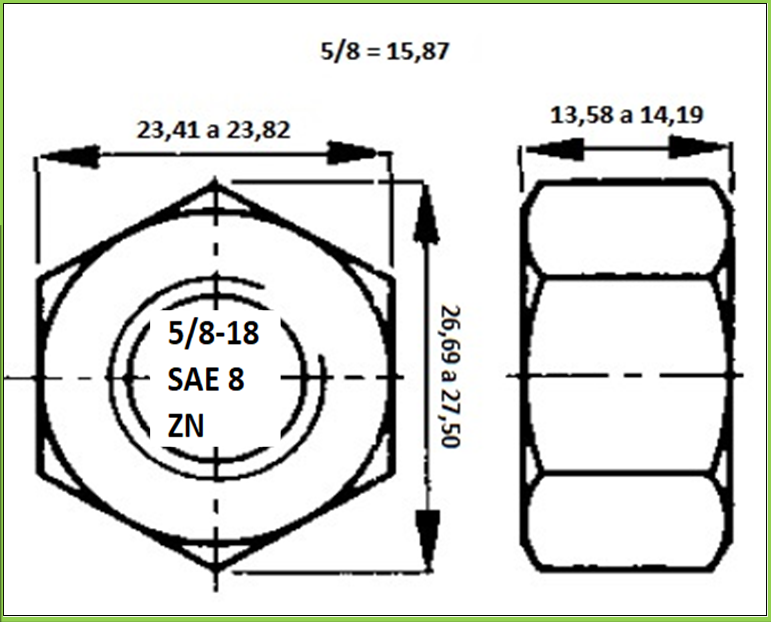 5/8 = 15,87
23,41 a 23,82
13,58 a 14,19
26,69 a 27,50
5/8-18
SAE 8
ZN